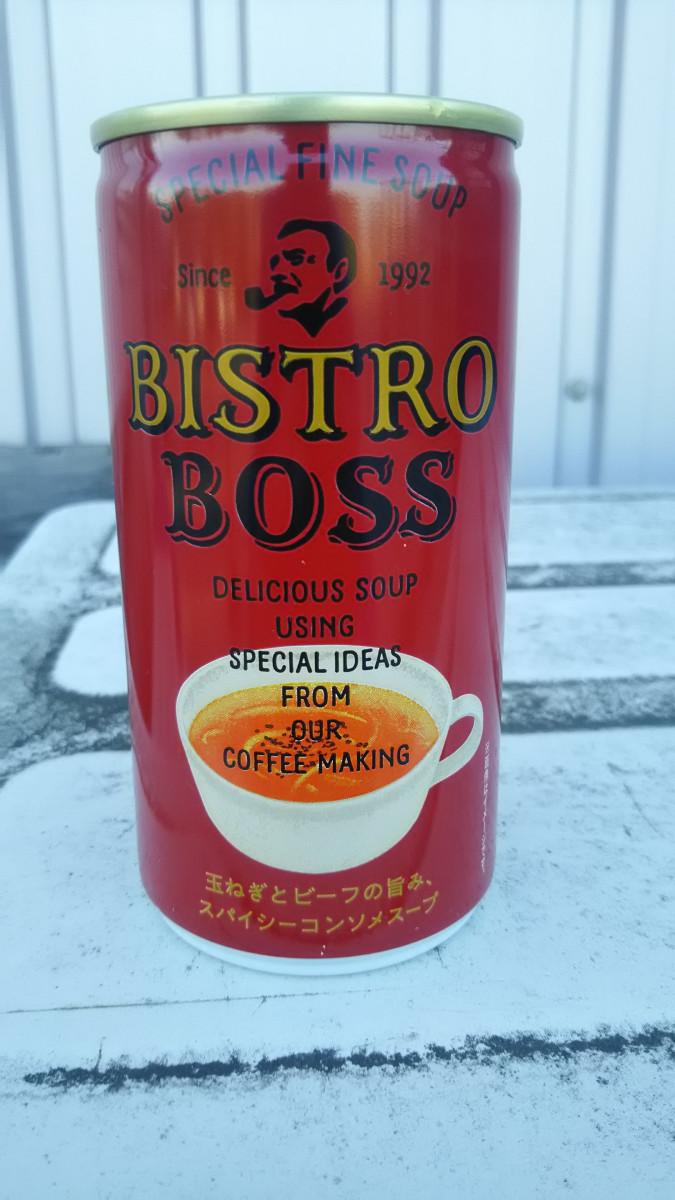 SPECIAL FINE SOUP
Since 1992
BISTRO
BOSS
DELICIOUS SOUP
USING
SPECIAL IDEAS
FROM
OUR
COFFEE-MAKING
玉ねぎとビーフの旨み、
スパイシーコンソメスープ